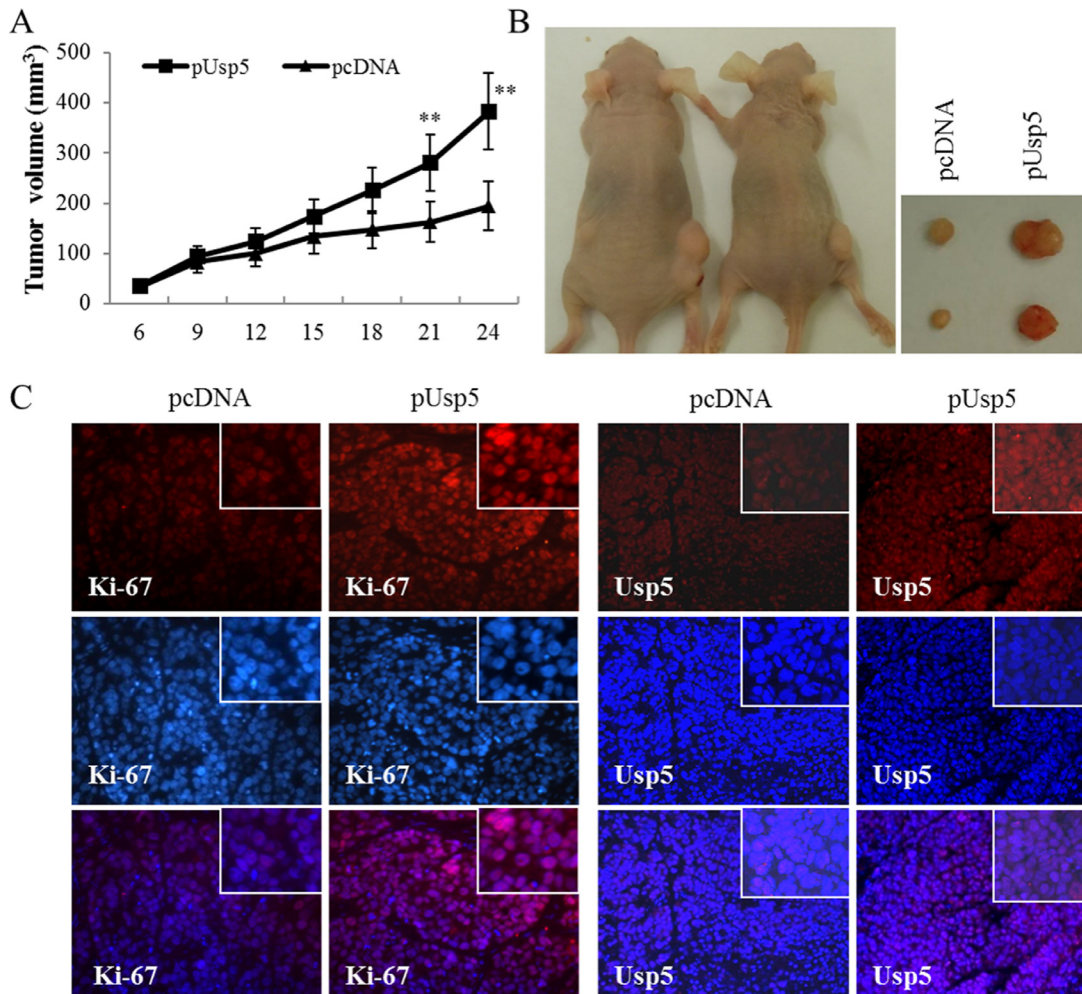 A
Tumor volume (mm³)
500
400
300
200
100
0
pUsp5
pcDNA
**
**
6 9 12 15 18 21 24
B
pcDNA
pUsp5
C
pcDNA
pUsp5
pcDNA
pUsp5
Ki-67
Ki-67
Usp5
Usp5
Ki-67
Ki-67
Usp5
Usp5
Ki-67
Ki-67
Usp5
Usp5